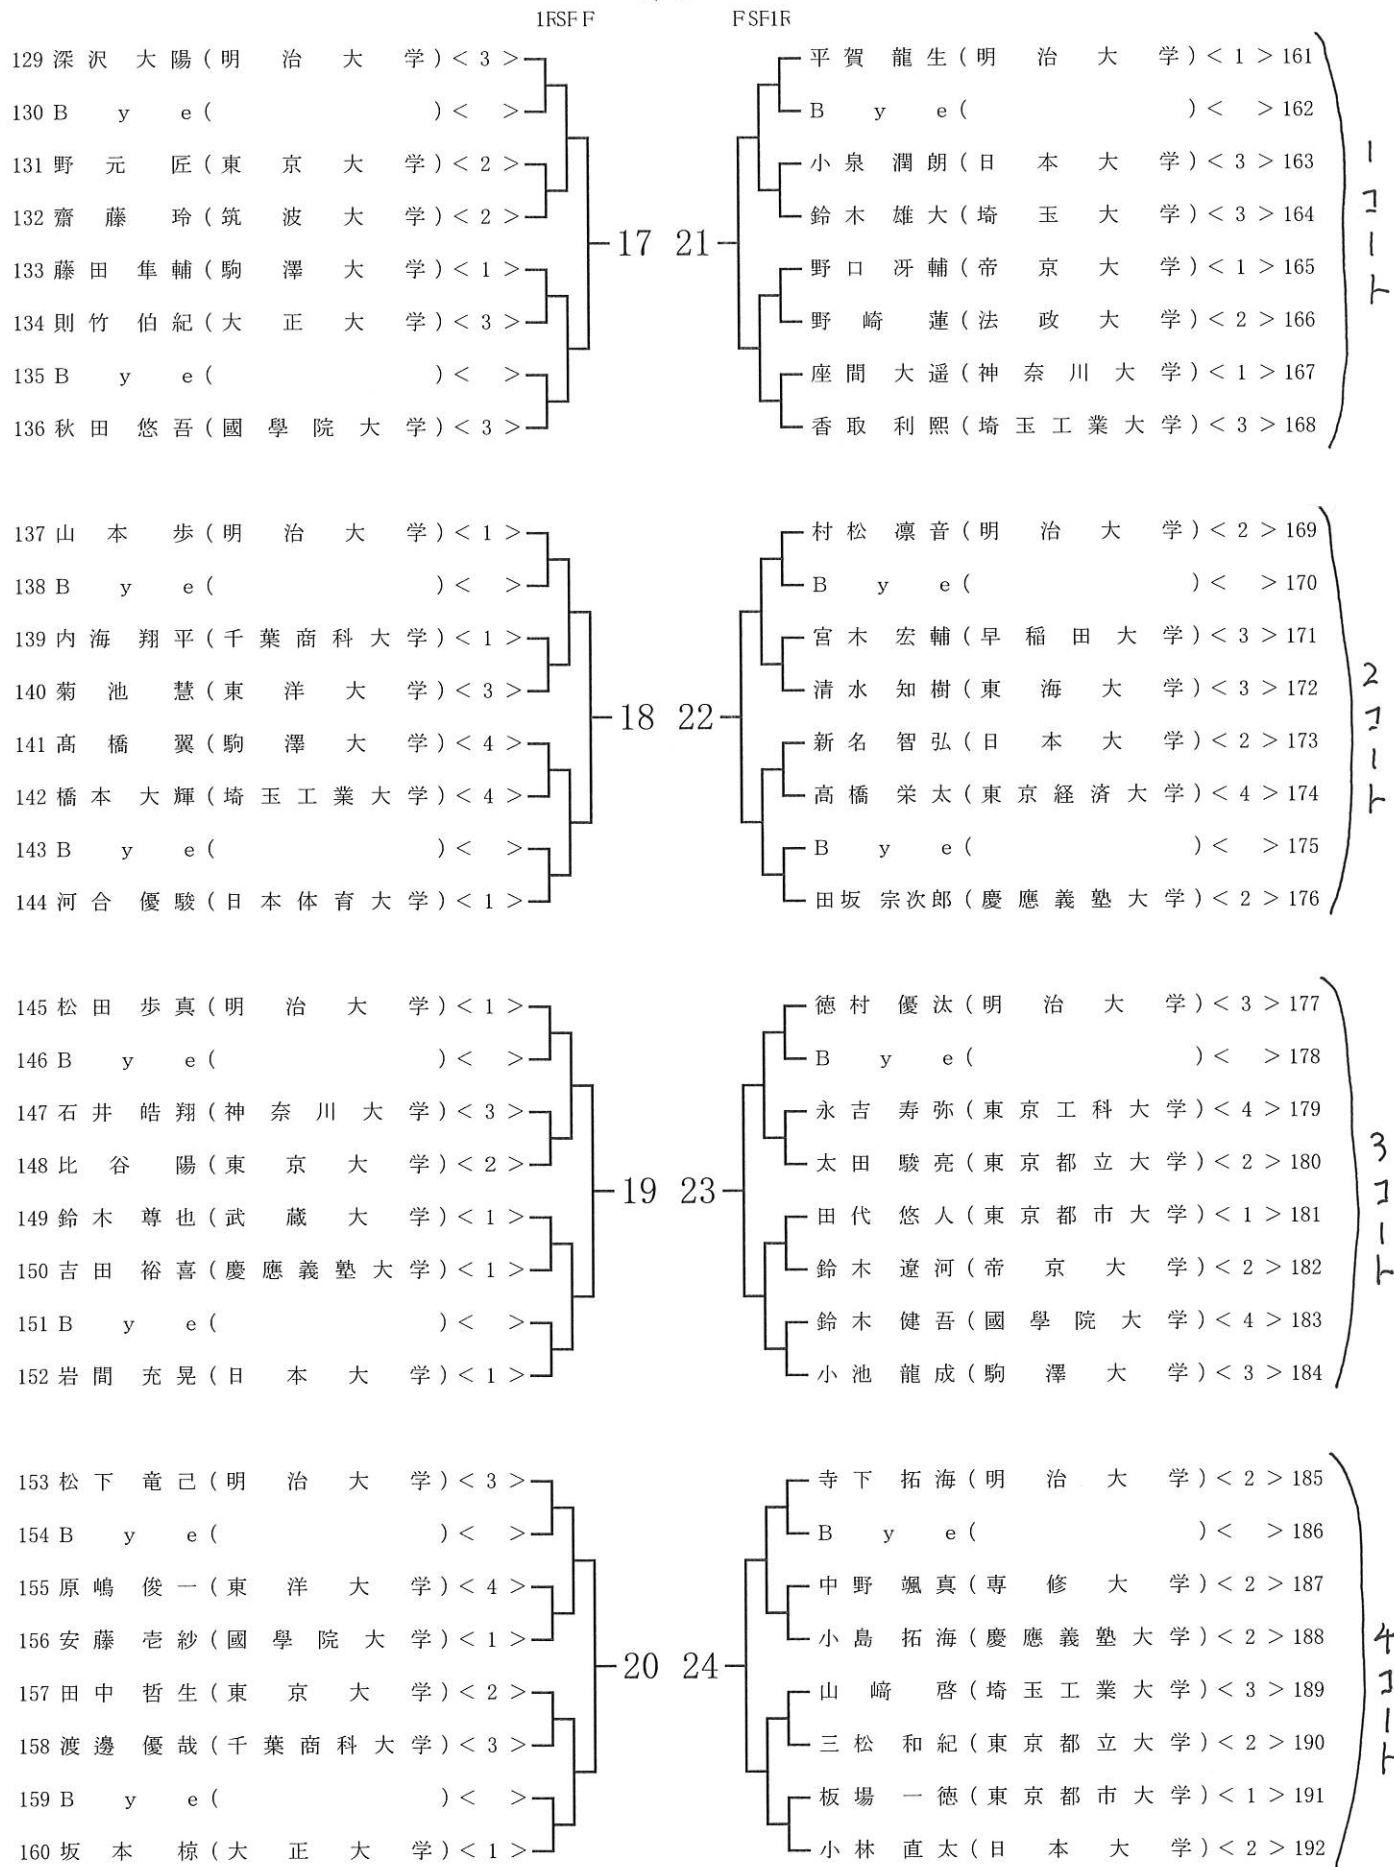 1RSFF
FSF1R
129 深沢 大陽 (明治大学) < 3 >
130 Bye ( ) < >
131 野元 匠 (東京大学) < 2 >
132 齋藤 玲 (筑波大学) < 2 >
133 藤田 隼輔 (駒澤大学) < 1 >
134 則竹 伯紀 (大正大学) < 3 >
135 Bye ( ) < >
136 秋田 悠吾 (國學院大学) < 3 >
17
137 山本 歩 (明治大学) < 1 >
138 Bye ( ) < >
139 内海 翔平 (千葉商科大学) < 1 >
140 菊池 慧 (東洋大学) < 3 >
141 髙橋 翼 (駒澤大学) < 4 >
142 橋本 大輝 (埼玉工業大学) < 4 >
143 Bye ( ) < >
144 河合 優駿 (日本体育大学) < 1 >
18
145 松田 歩真 (明治大学) < 1 >
146 Bye ( ) < >
147 石井 皓翔 (神奈川大学) < 3 >
148 比谷 陽 (東京大学) < 2 >
149 鈴木 尊也 (武蔵大学) < 1 >
150 吉田 裕喜 (慶應義塾大学) < 1 >
151 Bye ( ) < >
152 岩間 充晃 (日本大学) < 1 >
19
153 松下 竜己 (明治大学) < 3 >
154 Bye ( ) < >
155 原嶋 俊一 (東洋大学) < 4 >
156 安藤 壱紗 (國學院大学) < 1 >
157 田中 哲生 (東京大学) < 2 >
158 渡邊 優哉 (千葉商科大学) < 3 >
159 Bye ( ) < >
160 坂本 椋 (大正大学) < 1 >
20
平賀 龍生 (明治大学) < 1 > 161
Bye ( ) < > 162
小泉 潤朗 (日本大学) < 3 > 163
鈴木 雄大 (埼玉大学) < 3 > 164
野口 冴輔 (帝京大学) < 1 > 165
野崎 蓮 (法政大学) < 2 > 166
座間 大遥 (神奈川大学) < 1 > 167
香取 利熙 (埼玉工業大学) < 3 > 168
21
1コート
村松 凛音 (明治大学) < 2 > 169
Bye ( ) < > 170
宮木 宏輔 (早稲田大学) < 3 > 171
清水 知樹 (東海大学) < 3 > 172
新名 智弘 (日本大学) < 2 > 173
高橋 栄太 (東京経済大学) < 4 > 174
Bye ( ) < > 175
田坂 宗次郎 (慶應義塾大学) < 2 > 176
22
2コート
徳村 優汰 (明治大学) < 3 > 177
Bye ( ) < > 178
永吉 寿弥 (東京工科大学) < 4 > 179
太田 駿亮 (東京都立大学) < 2 > 180
田代 悠人 (東京都市大学) < 1 > 181
鈴木 遼河 (帝京大学) < 2 > 182
鈴木 健吾 (國學院大学) < 4 > 183
小池 龍成 (駒澤大学) < 3 > 184
23
3コート
寺下 拓海 (明治大学) < 2 > 185
Bye ( ) < > 186
中野 颯真 (専修大学) < 2 > 187
小島 拓海 (慶應義塾大学) < 2 > 188
山﨑 啓 (埼玉工業大学) < 3 > 189
三松 和紀 (東京都立大学) < 2 > 190
板場 一徳 (東京都市大学) < 1 > 191
小林 直太 (日本大学) < 2 > 192
24
4コート